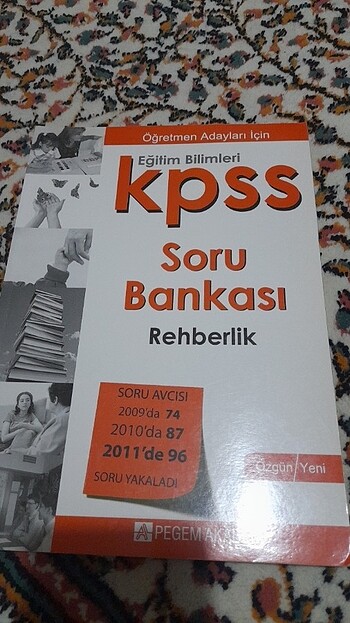 Öğretmen Adayları İçin
Eğitim Bilimleri
kpss
Soru
Bankası
Rehberlik
SORU AVCISI
2009'da 74
2010'da 87
2011'de 96
SORU YAKALADI
Özgün/Yeni
PEGEM